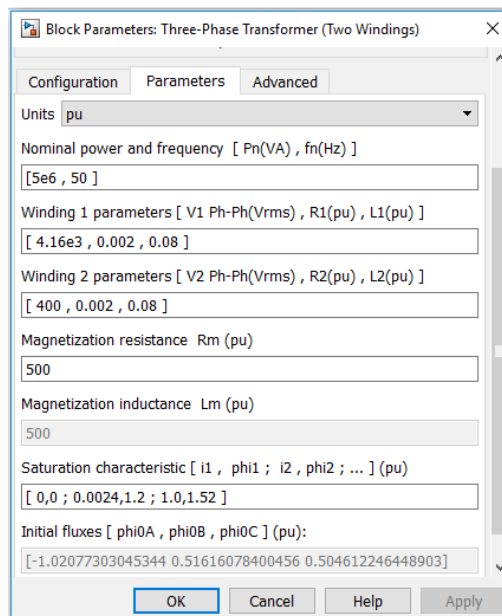 Block Parameters: Three-Phase Transformer (Two Windings)
Configuration Parameters Advanced
Units pu
Nominal power and frequency [ Pn(VA) , fn(Hz) ]
[5e6 , 50 ]
Winding 1 parameters [ V1 Ph-Ph(Vrms) , R1(pu) , L1(pu) ]
[ 4.16e3 , 0.002 , 0.08 ]
Winding 2 parameters [ V2 Ph-Ph(Vrms) , R2(pu) , L2(pu) ]
[ 400 , 0.002 , 0.08 ]
Magnetization resistance Rm (pu)
500
Magnetization inductance Lm (pu)
500
Saturation characteristic [ i1 , phi1 ; i2 , phi2 ; ... ] (pu)
[ 0,0 ; 0.0024,1.2 ; 1.0,1.52 ]
Initial fluxes [ phi0A , phi0B , phi0C ] (pu):
[-1.02077303045344 0.51616078400456 0.504612246448903]
OK Cancel Help Apply